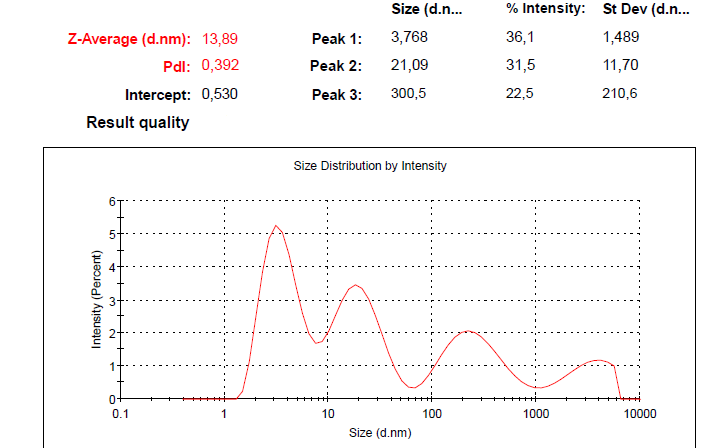 Size (d.n... % Intensity: St Dev (d.n...
Z-Average (d.nm): 13,89 Peak 1: 3,768 36,1 1,489
PdI: 0,392 Peak 2: 21,09 31,5 11,70
Intercept: 0,530 Peak 3: 300,5 22,5 210,6
Result quality
Size Distribution by Intensity
Intensity (Percent)
6
5
4
3
2
1
0
0.1 1 10 100 1000 10000
Size (d.nm)